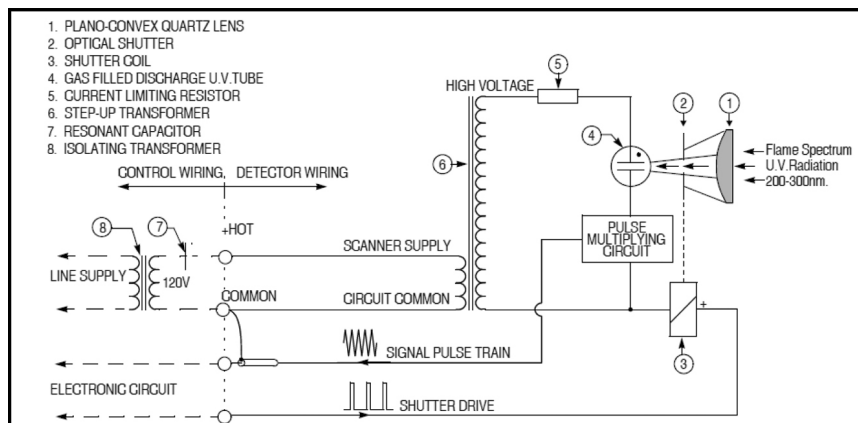 1. PLANO-CONVEX QUARTZ LENS
2. OPTICAL SHUTTER
3. SHUTTER COIL
4. GAS FILLED DISCHARGE U.V.TUBE
5. CURRENT LIMITING RESISTOR
6. STEP-UP TRANSFORMER
7. RESONANT CAPACITOR
8. ISOLATING TRANSFORMER
CONTROL WIRING, DETECTOR WIRING
HIGH VOLTAGE
5
2
1
4
6
Flame Spectrum
U.V.Radiation
200-300nm.
8
7
+HOT
SCANNER SUPPLY
PULSE
MULTIPLYING
CIRCUIT
LINE SUPPLY
120V
COMMON
CIRCUIT COMMON
+
SIGNAL PULSE TRAIN
3
ELECTRONIC CIRCUIT
SHUTTER DRIVE